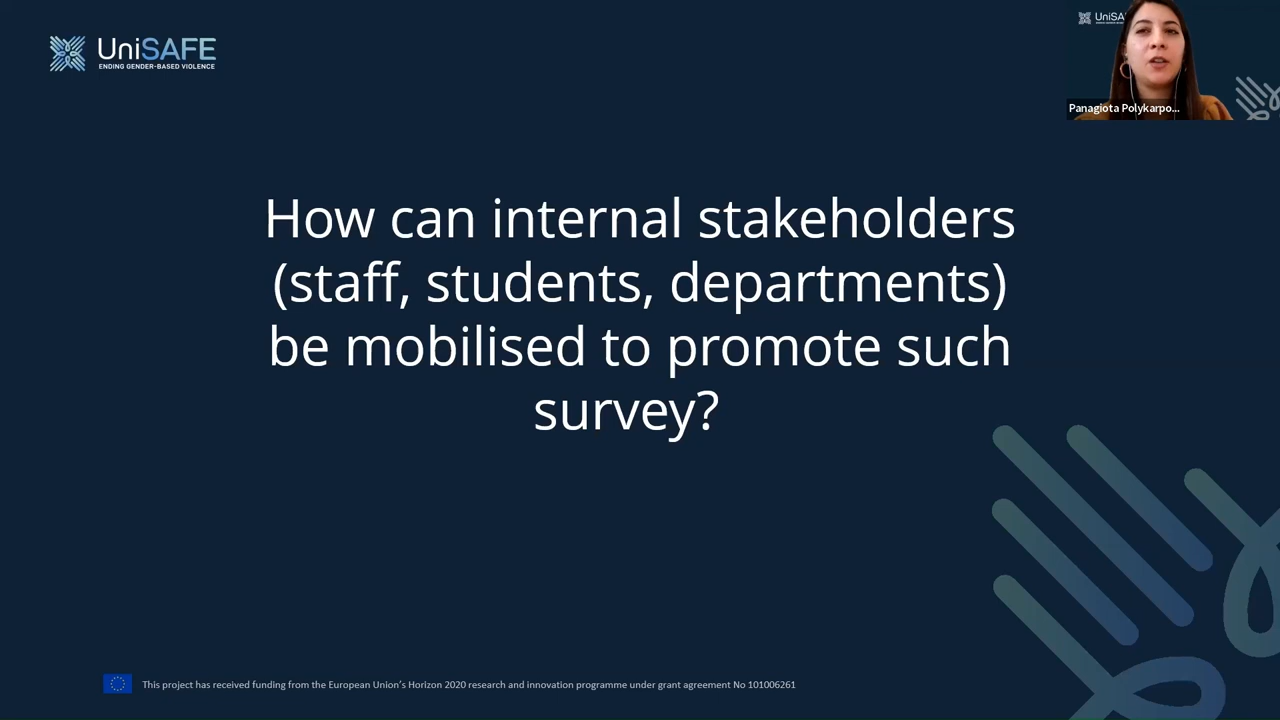 UniSAFE
ENDING GENDER-BASED VIOLENCE
UniSA
Panagiota Polykarpo...
How can internal stakeholders
(staff, students, departments)
be mobilised to promote such
survey?
This project has received funding from the European Union's Horizon 2020 research and innovation programme under grant agreement No 101006261